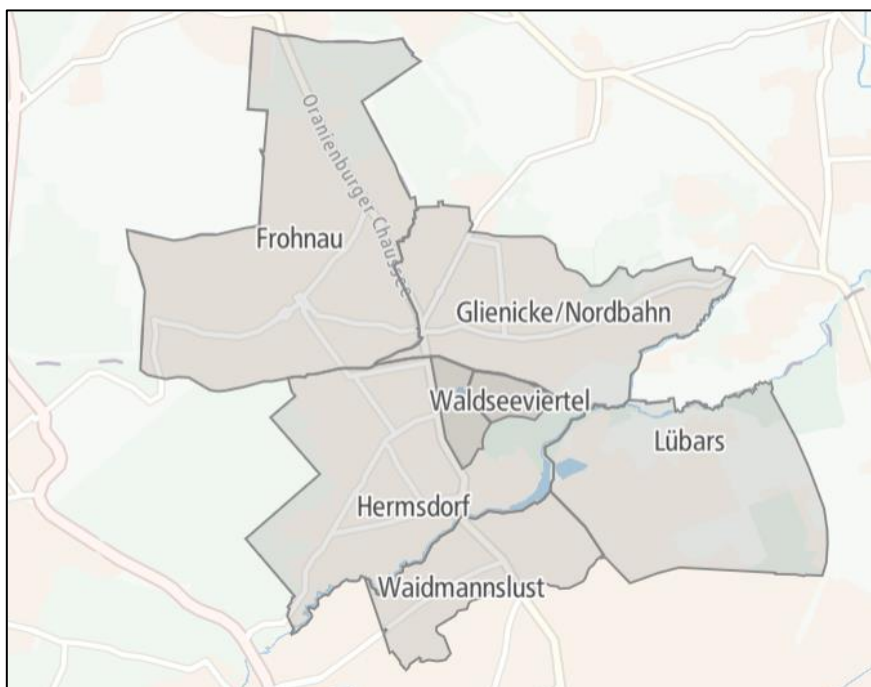 Oranienburger Chaussee
Frohnau
Glienicke/Nordbahn
Waldseeviertel
Lübars
Hermsdorf
Waidmannslust